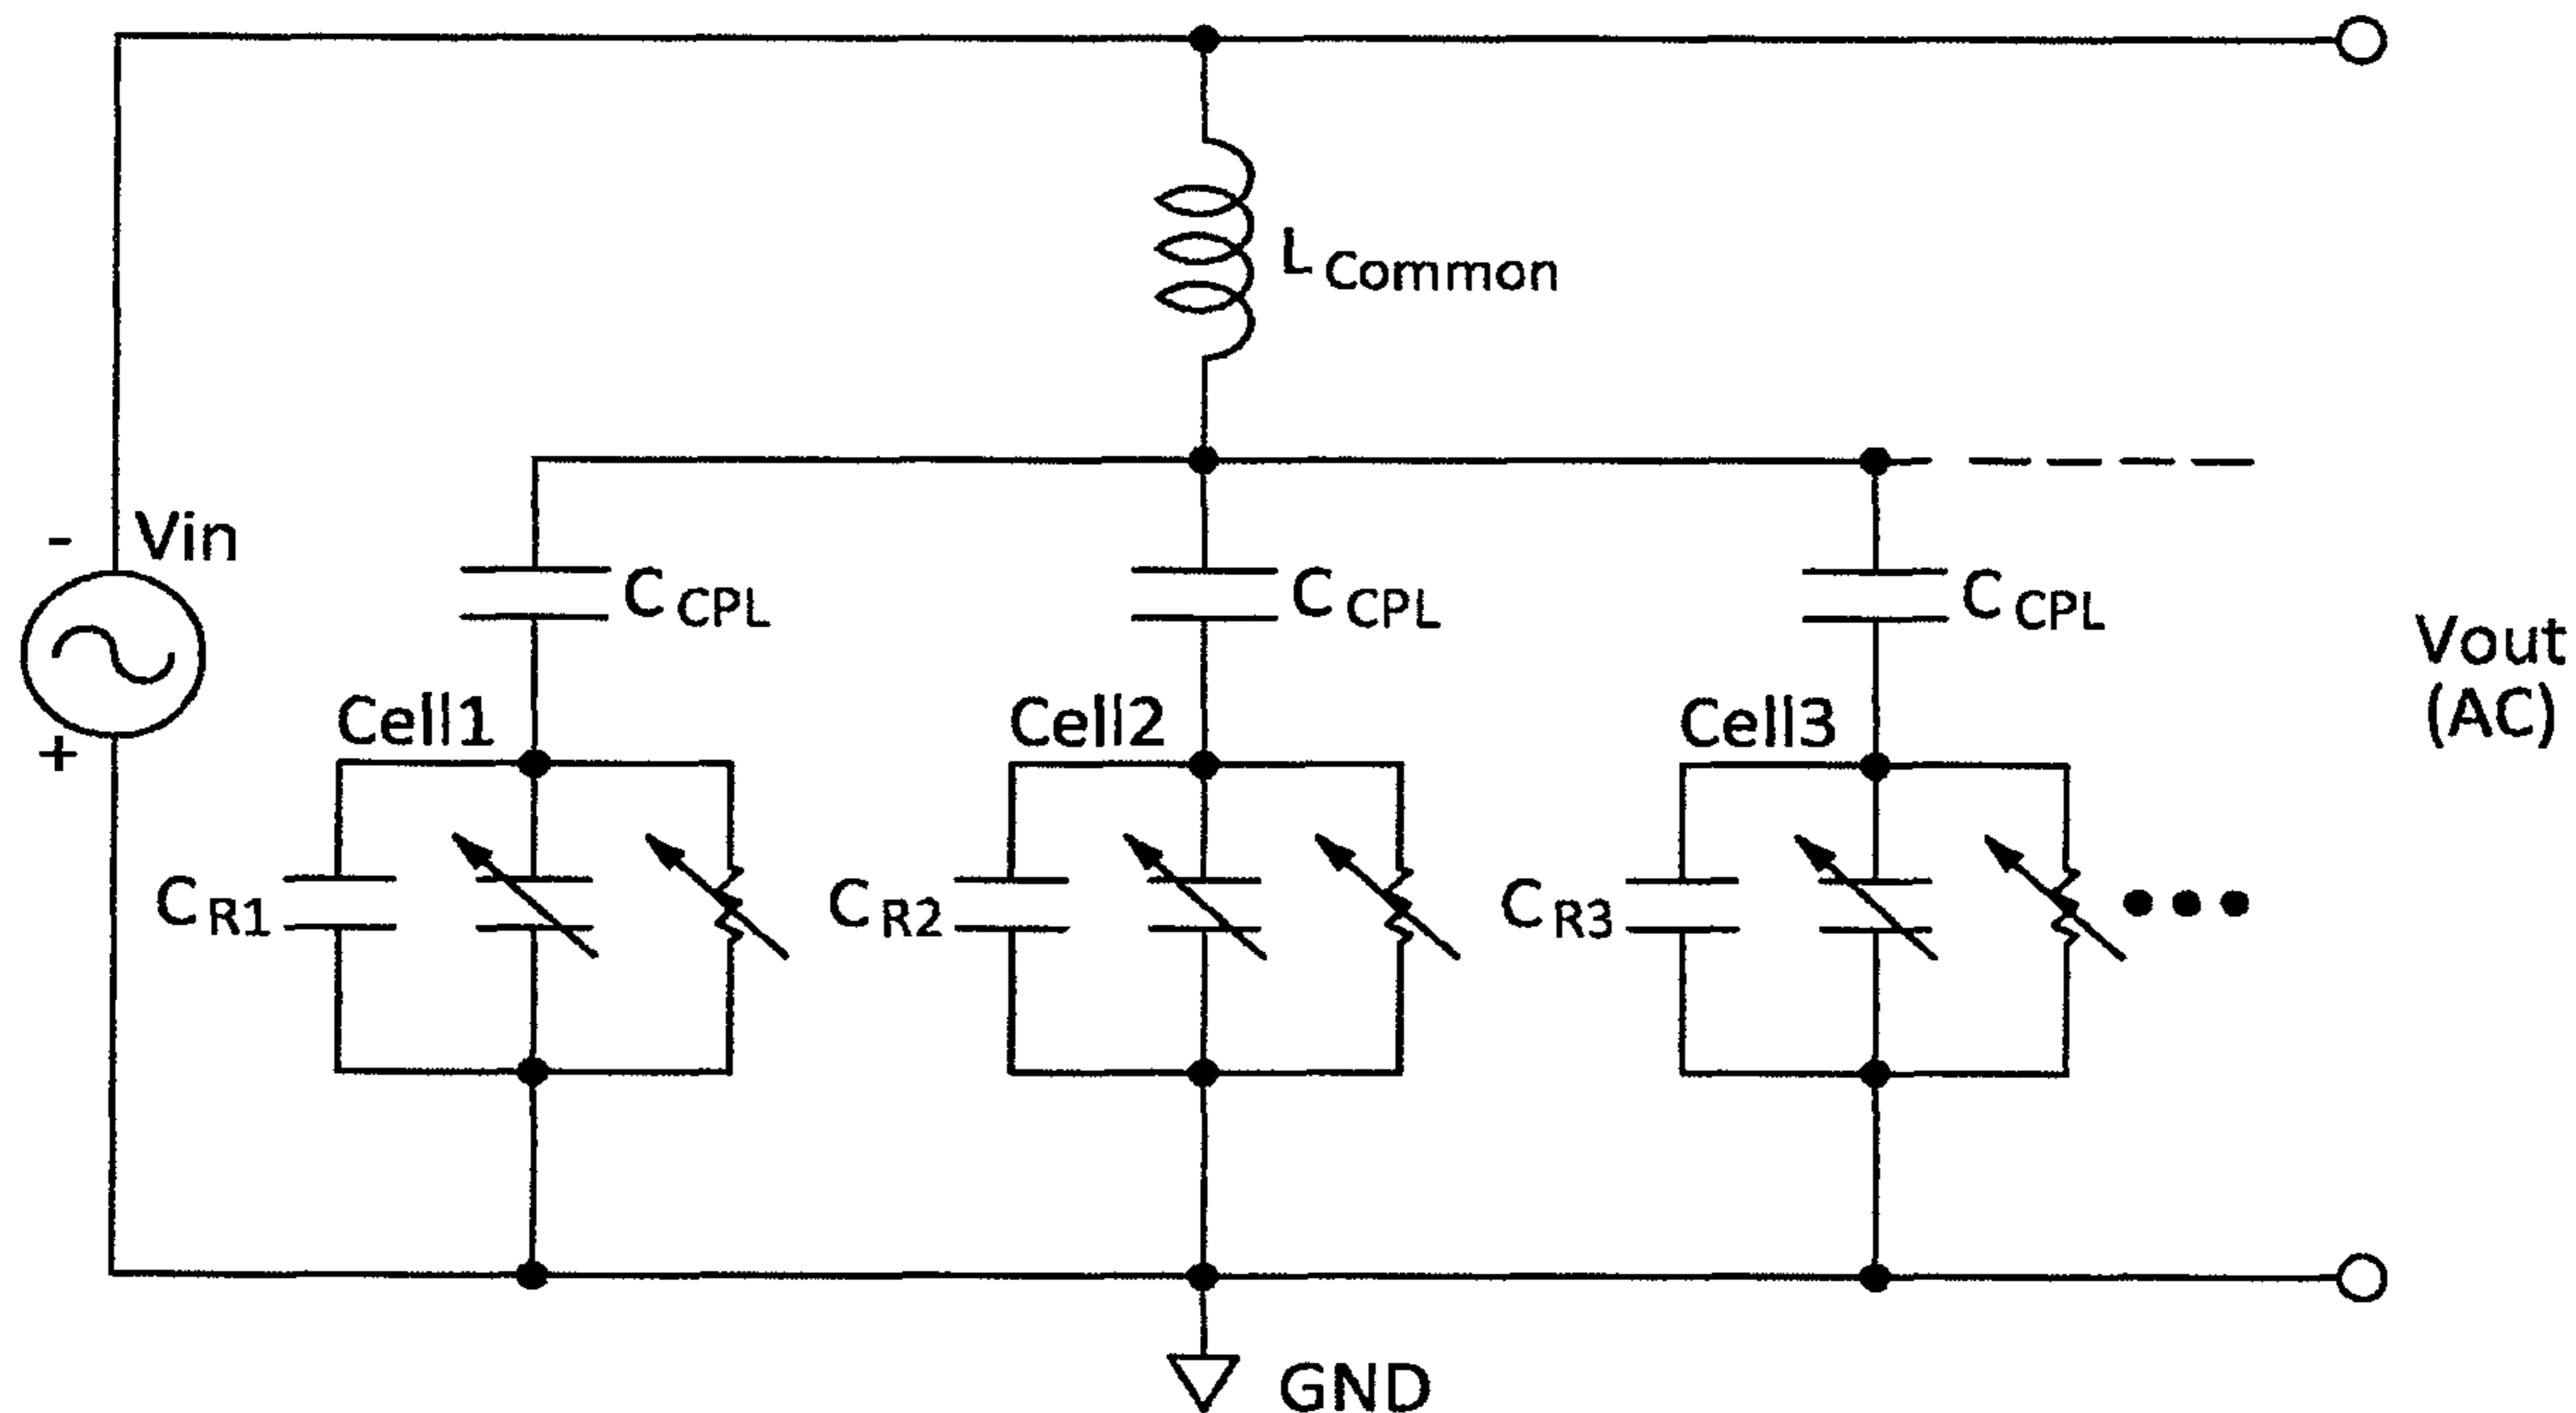 L Common
- Vin
+
C CPL
C CPL
C CPL
Vout
(AC)
Cell1
Cell2
Cell3
C R1
C R2
C R3
GND